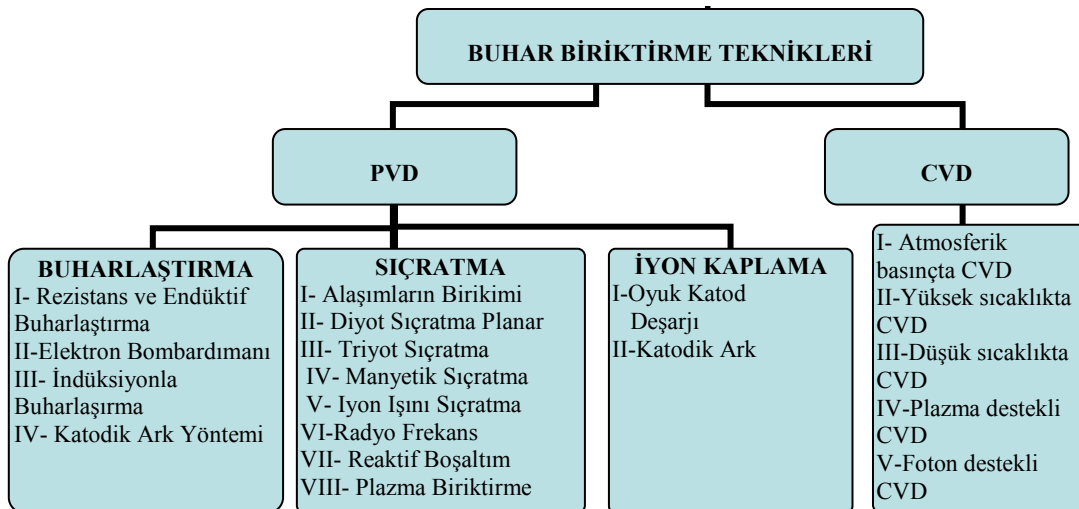 BUHAR BİRİKTİRME TEKNİKLERİ
PVD
CVD
BUHARLAŞTIRMA
I- Rezistans ve Endüktif
Buharlaştırma
II-Elektron Bombardımanı
III- İndüksiyonla
Buharlaşırma
IV- Katodik Ark Yöntemi
SIÇRATMA
I- Alaşımların Birikimi
II- Diyot Sıçratma Planar
III- Triyot Sıçratma
IV- Manyetik Sıçratma
V- Iyon Işını Sıçratma
VI-Radyo Frekans
VII- Reaktif Boşaltım
VIII- Plazma Biriktirme
İYON KAPLAMA
I-Oyuk Katod
Deşarjı
II-Katodik Ark
I- Atmosferik
basınçta CVD
II-Yüksek sıcaklıkta
CVD
III-Düşük sıcaklıkta
CVD
IV-Plazma destekli
CVD
V-Foton destekli
CVD